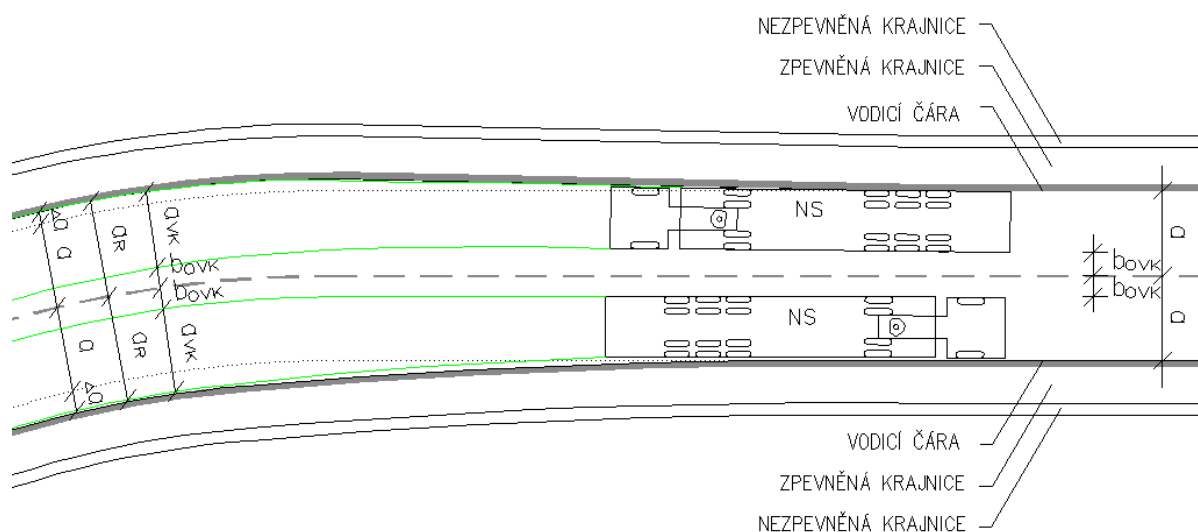 NEZPEVNĚNÁ KRAJNICE
ZPEVNĚNÁ KRAJNICE
VODICÍ ČÁRA
NS
Δa
a
aR
aVK
bOVK
bOVK
a
bOVK
bOVK
a
NS
a
Δa
aR
aVK
VODICÍ ČÁRA
ZPEVNĚNÁ KRAJNICE
NEZPEVNĚNÁ KRAJNICE